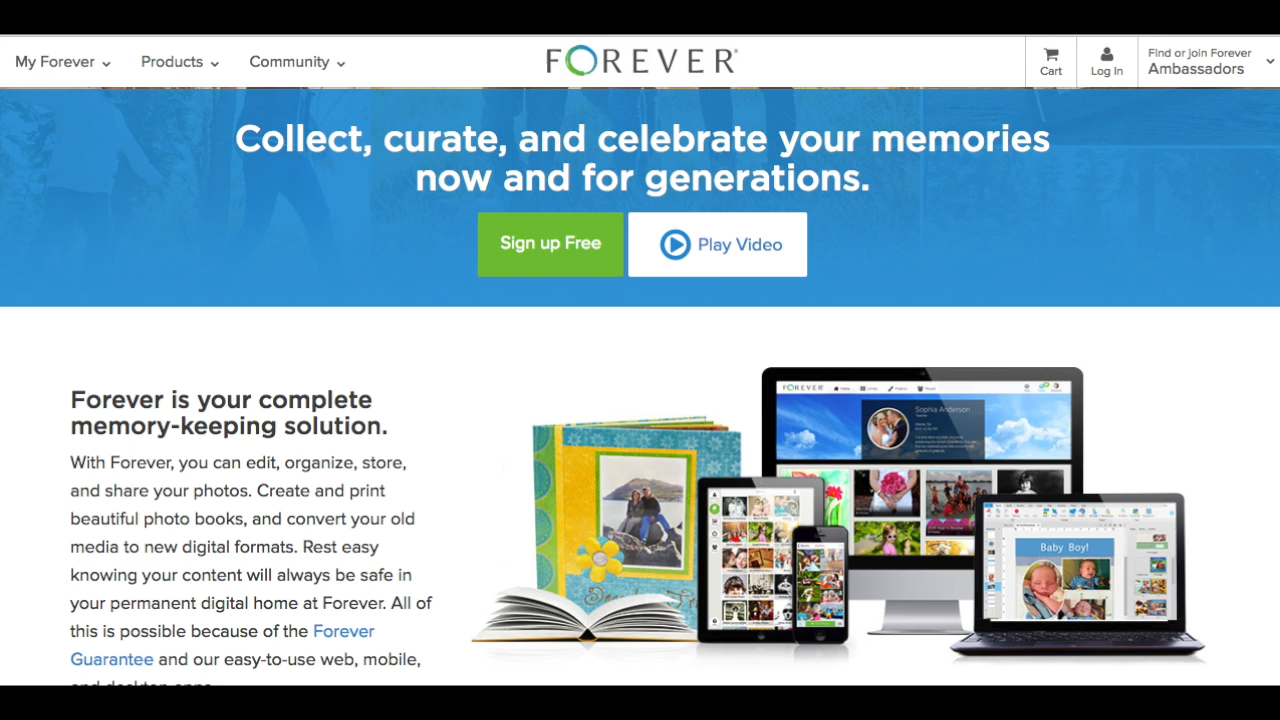 My Forever
Products
Community
FOREVER®
Cart
Log In
Find or Join Forever
Ambassadors
Collect, curate, and celebrate your memories
now and for generations.
Sign up Free
Play Video
Forever is your complete
memory-keeping solution.
With Forever, you can edit, organize, store,
and share your photos. Create and print
beautiful photo books, and convert your old
media to new digital formats. Rest easy
knowing your content will always be safe in
your permanent digital home at Forever. All of
this is possible because of the Forever
Guarantee and our easy-to-use web, mobile,
and desktop apps.
FOREVER
Sophia Anderson
Baby Boy!